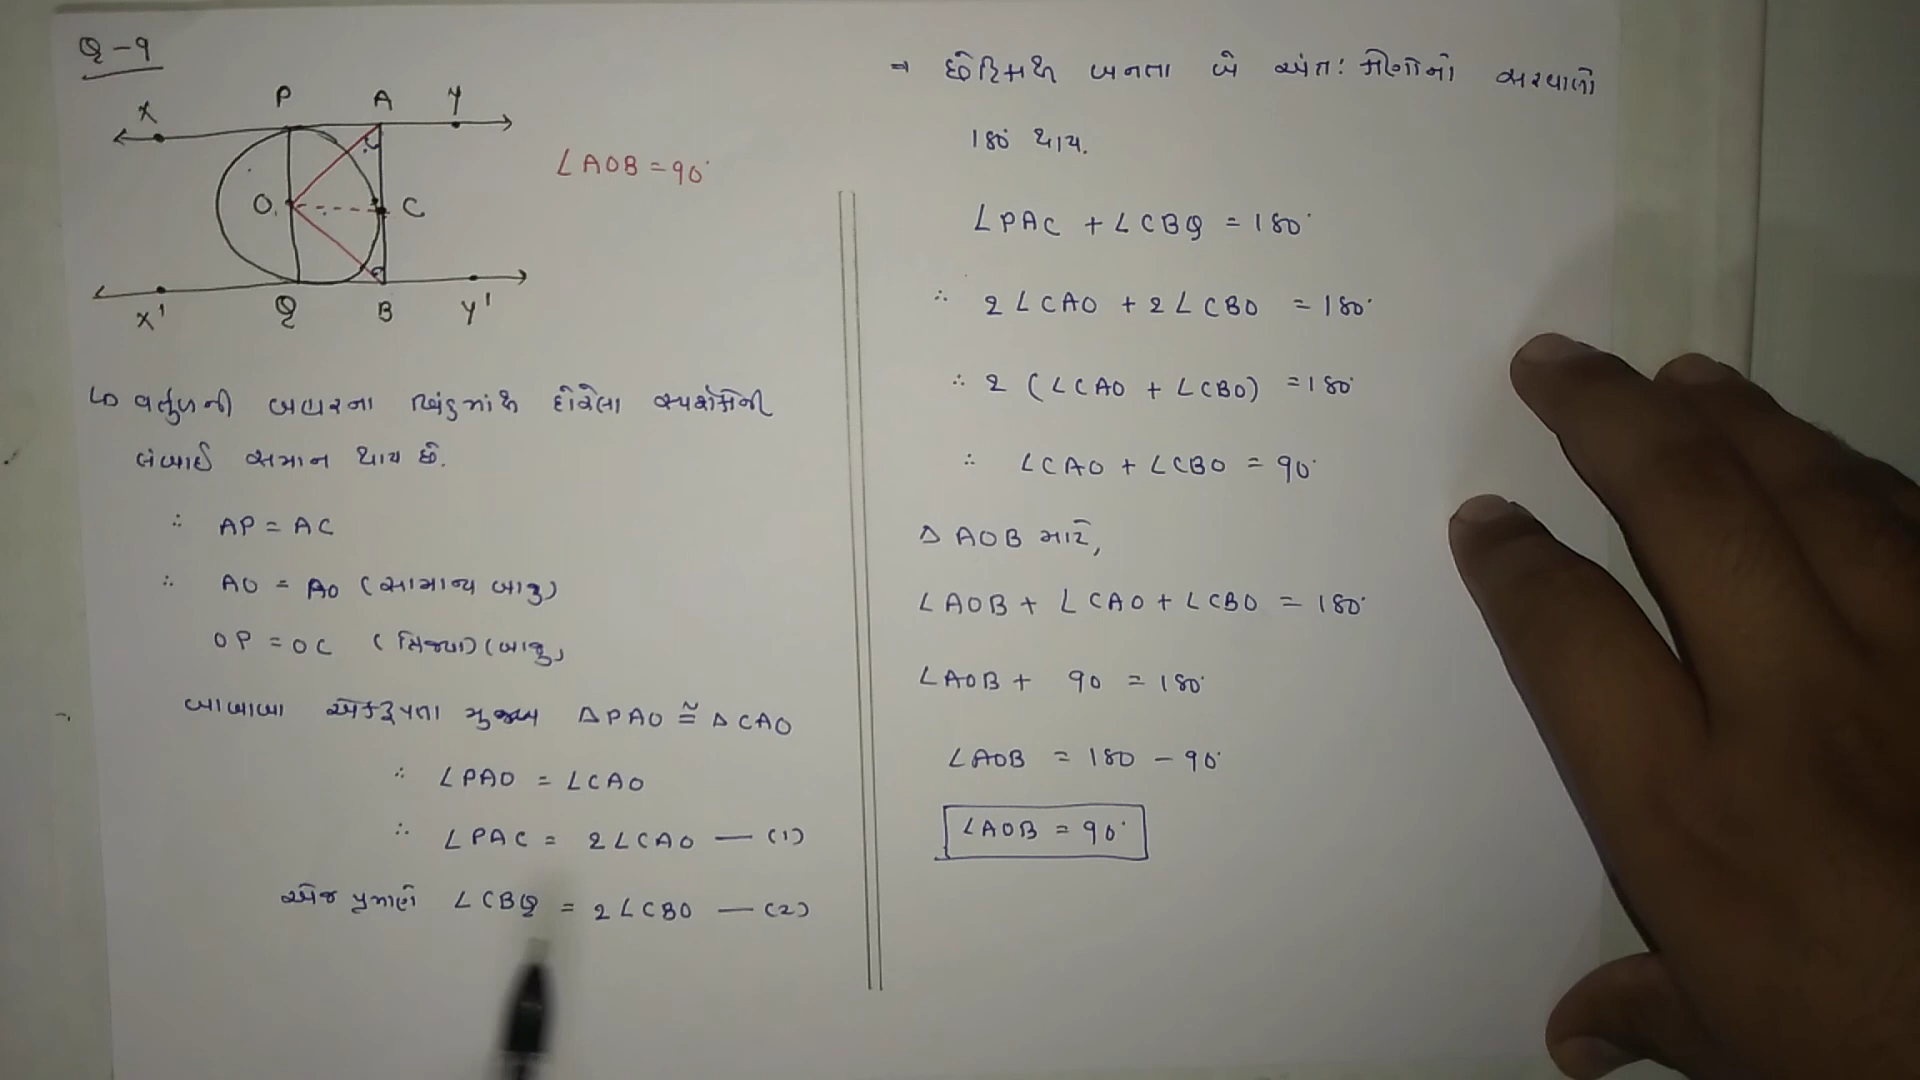 Q-9
X P A Y
O C
X' Q B Y'
∠AOB = 90°
વર્તુળની બહારના બિંદુમાંથી દોરેલા સ્પર્શકોની
લંબાઈ સમાન થાય છે.
∴ AP = AC
∴ AO = AO (સામાન્ય બાજુ)
OP = OC (ત્રિજ્યા) (બાજુ)
બાબાબા એકરૂપતા મુજબ △PAO ≅ △CAO
∴ ∠PAO = ∠CAO
∴ ∠PAC = 2∠CAO — (1)
એજ પ્રમાણે ∠CBQ = 2∠CBO — (2)
⇒ બનતા બે અંતઃકોણોનો સરવાળો
180° થાય.
∠PAC + ∠CBQ = 180°
∴ 2∠CAO + 2∠CBO = 180°
∴ 2 (∠CAO + ∠CBO) = 180°
∴ ∠CAO + ∠CBO = 90°
△AOB માટે,
∠AOB + ∠CAO + ∠CBO = 180°
∠AOB + 90 = 180°
∠AOB = 180 - 90°
∠AOB = 90°